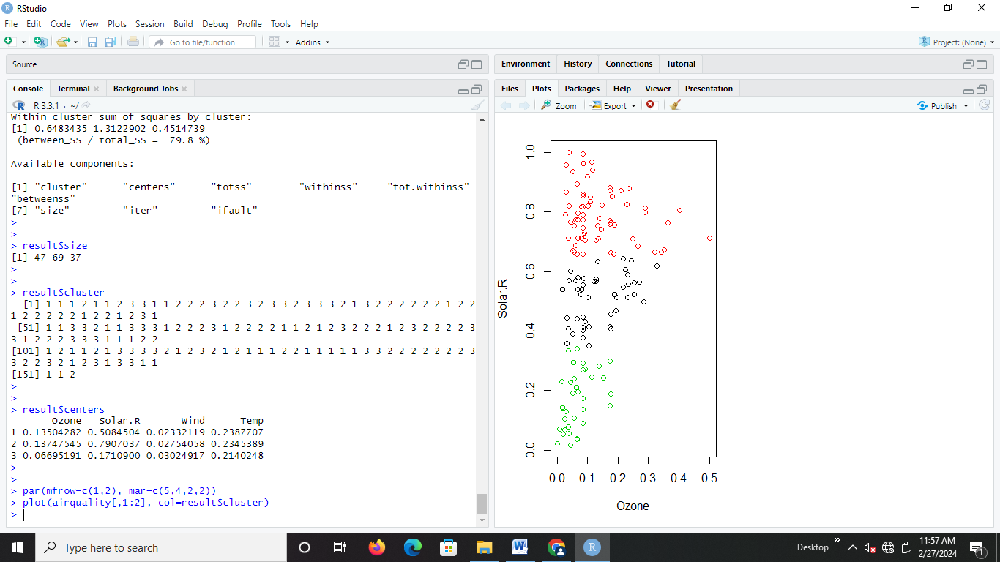 RStudio
File Edit Code View Plots Session Build Debug Profile Tools Help
Go to file/function Addins Project: (None)
Source
Console Terminal Background Jobs
R 3.3.1 · ~/
Within cluster sum of squares by cluster:
[1] 0.6483435 1.3122902 0.4514739
(between_SS / total_SS = 79.8 %)
Available components:
[1] "cluster" "centers" "totss" "withinss" "tot.withinss"
"betweenss"
[7] "size" "iter" "ifault"
>
>
> result$size
[1] 47 69 37
>
>
> result$cluster
[1] 1 1 1 2 1 1 2 3 3 1 1 2 2 2 3 2 2 3 2 3 3 2 3 3 3 2 1 3 2 2 2 2 2 2 1 2 2
1 2 2 2 2 2 1 2 2 1 2 3 1
[51] 1 1 3 3 2 1 1 3 3 3 1 2 2 2 3 1 2 2 2 2 1 1 2 1 2 3 2 2 2 1 2 3 2 2 2 3
3 1 2 2 2 3 3 3 1 1 1 2 2
[101] 1 2 1 1 2 1 3 3 3 3 2 1 2 3 2 1 2 1 1 1 2 2 1 1 1 1 1 3 3 2 2 2 2 2 2 3
3 2 2 3 2 1 2 3 1 3 3 1 1
[151] 1 1 2
>
>
> result$centers
Ozone Solar.R Wind Temp
1 0.13504282 0.5084504 0.02332119 0.2387707
2 0.13747545 0.7907037 0.02754058 0.2345389
3 0.06695191 0.1710900 0.03024917 0.2140248
>
>
> par(mfrow=c(1,2), mar=c(5,4,2,2))
> plot(airquality[,1:2], col=result$cluster)
>
Environment History Connections Tutorial
Files Plots Packages Help Viewer Presentation
Zoom Export Publish
Solar.R
1.0
0.8
0.6
0.4
0.2
0.0
0.0 0.1 0.2 0.3 0.4 0.5
Ozone
Type here to search
Desktop
11:57 AM
2/27/2024
1